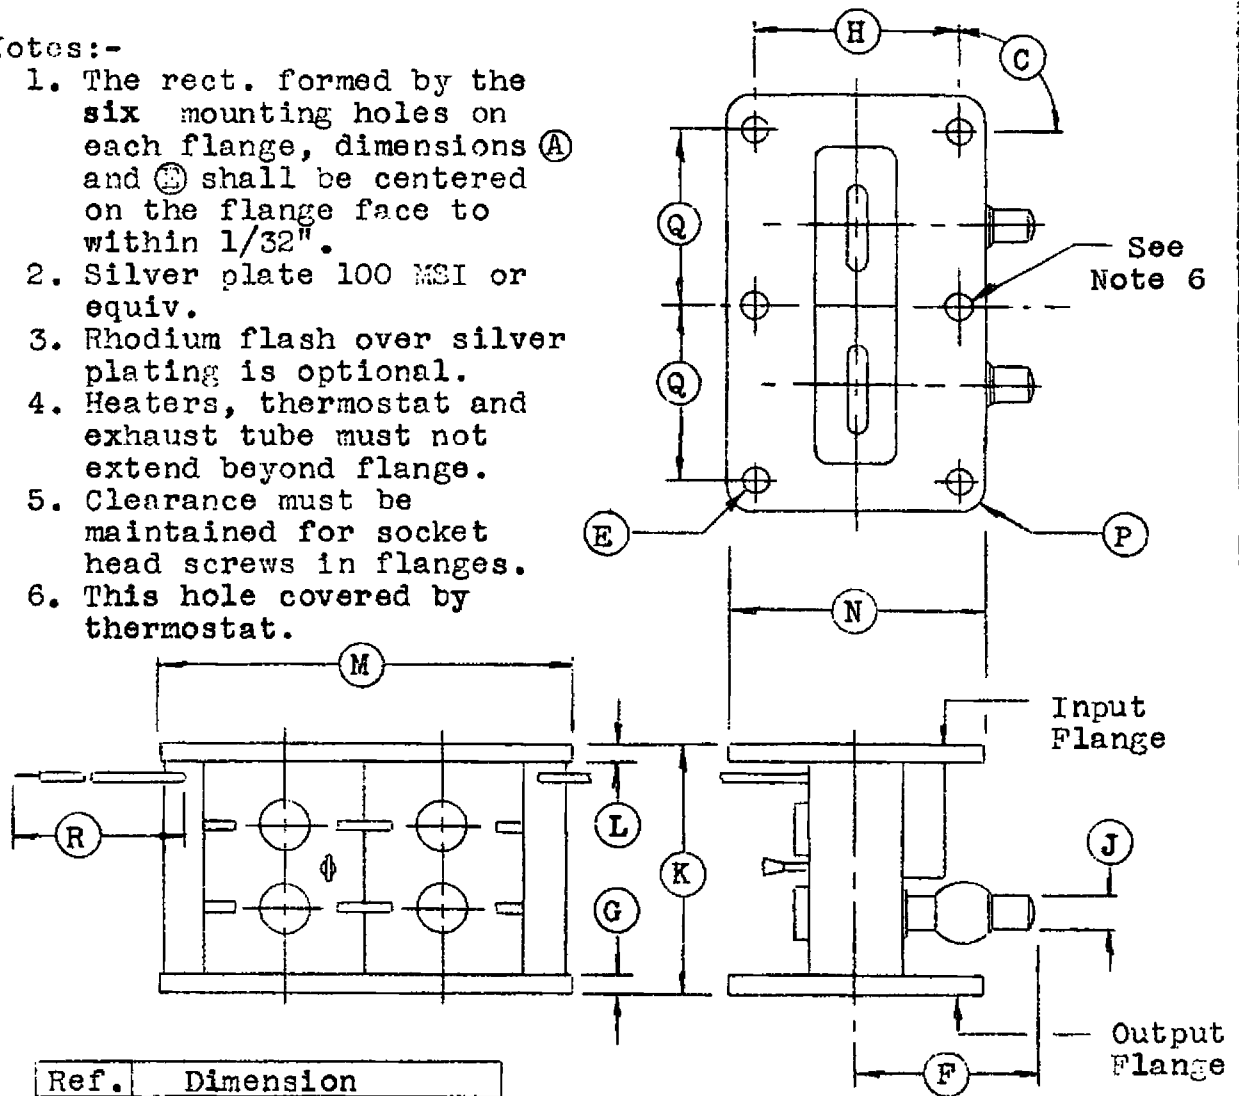 Notes:-
1. The rect. formed by the
six mounting holes on
each flange, dimensions Ⓐ
and Ⓑ shall be centered
on the flange face to
within 1/32".
2. Silver plate 100 MSI or
equiv.
3. Rhodium flash over silver
plating is optional.
4. Heaters, thermostat and
exhaust tube must not
extend beyond flange.
5. Clearance must be
maintained for socket
head screws in flanges.
6. This hole covered by
thermostat.
H
C
Q
See
Note 6
Q
E
P
N
M
Input
Flange
R
L
J
K
G
Output
Flange
F
Ref. Dimension